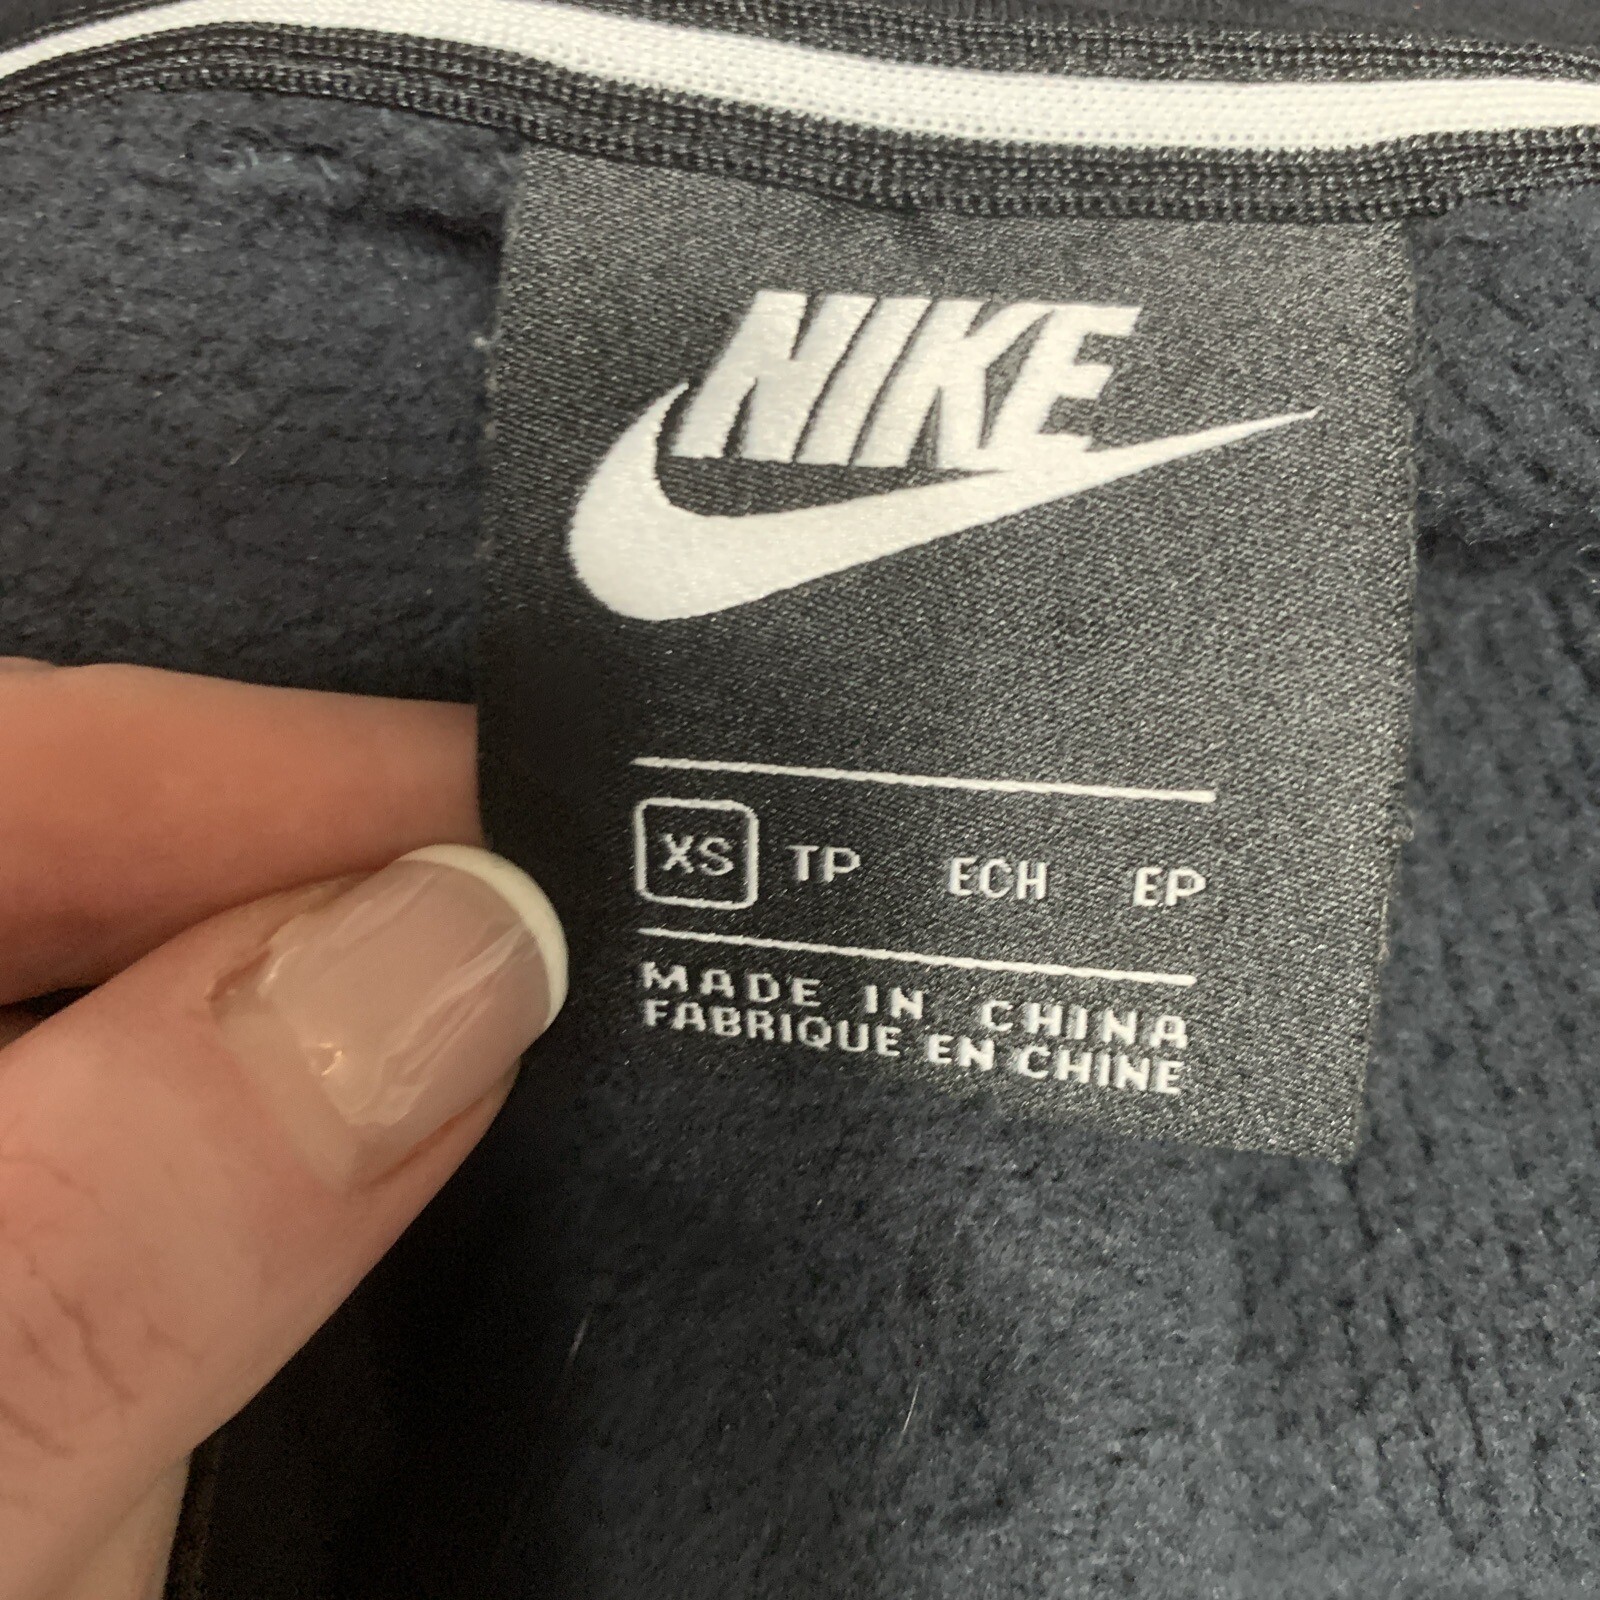 NIKE
XS TP ECH EP
MADE IN CHINA
FABRIQUE EN CHINE